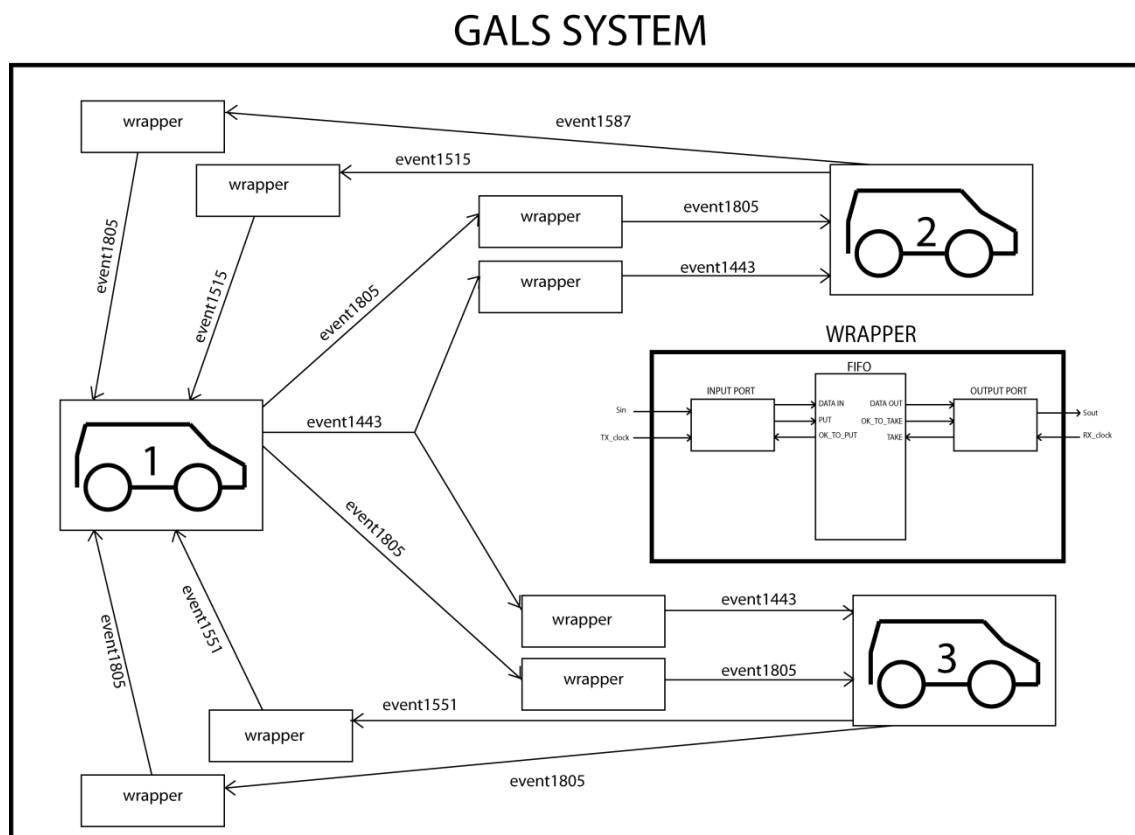 GALS SYSTEM
wrapper
event1587
event1515
wrapper
event1805
event1515
wrapper
event1805
wrapper
event1443
2
event1805
event1443
1
WRAPPER
FIFO
INPUT PORT
OUTPUT PORT
Sin
TX_clock
DATA IN
PUT
OK_TO_PUT
DATA OUT
OK_TO_TAKE
TAKE
Sout
RX_clock
event1805
wrapper
event1443
wrapper
event1805
3
event1551
event1805
wrapper
event1551
wrapper
event1805